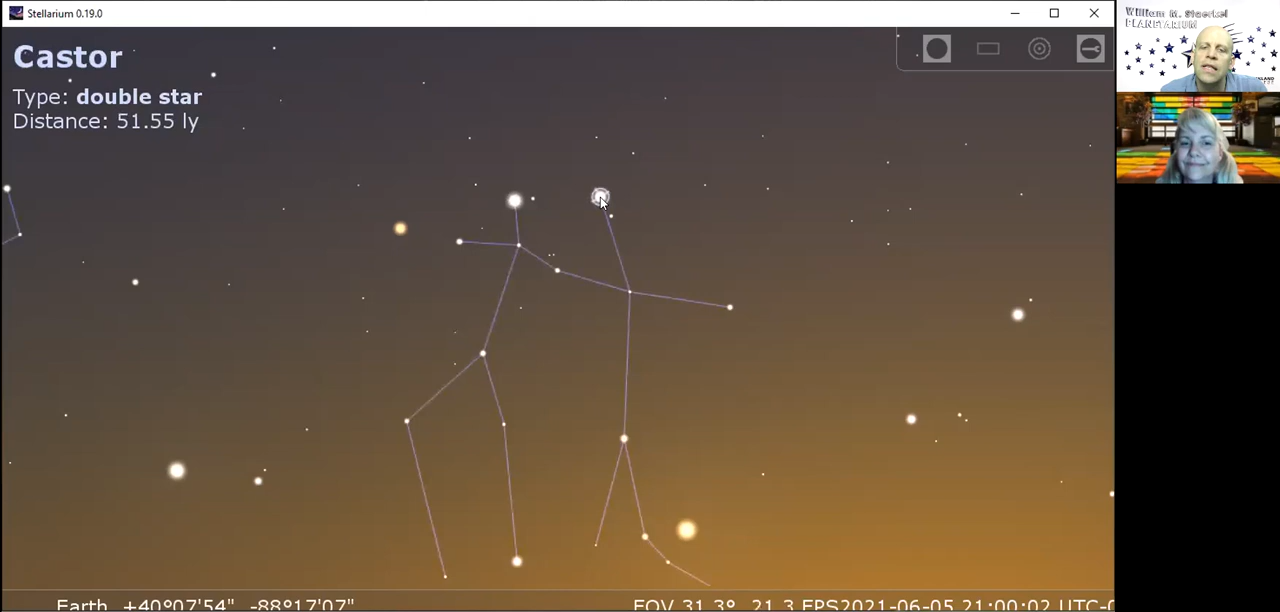 Stellarium 0.19.0
Castor
Type: double star
Distance: 51.55 ly
William M. Staerkel
PLANETARIUM
Earth +40°07'54" -88°17'07"
FOV 31.3° 21.3 FPS 2021-06-05 21:00:02 UTC-0